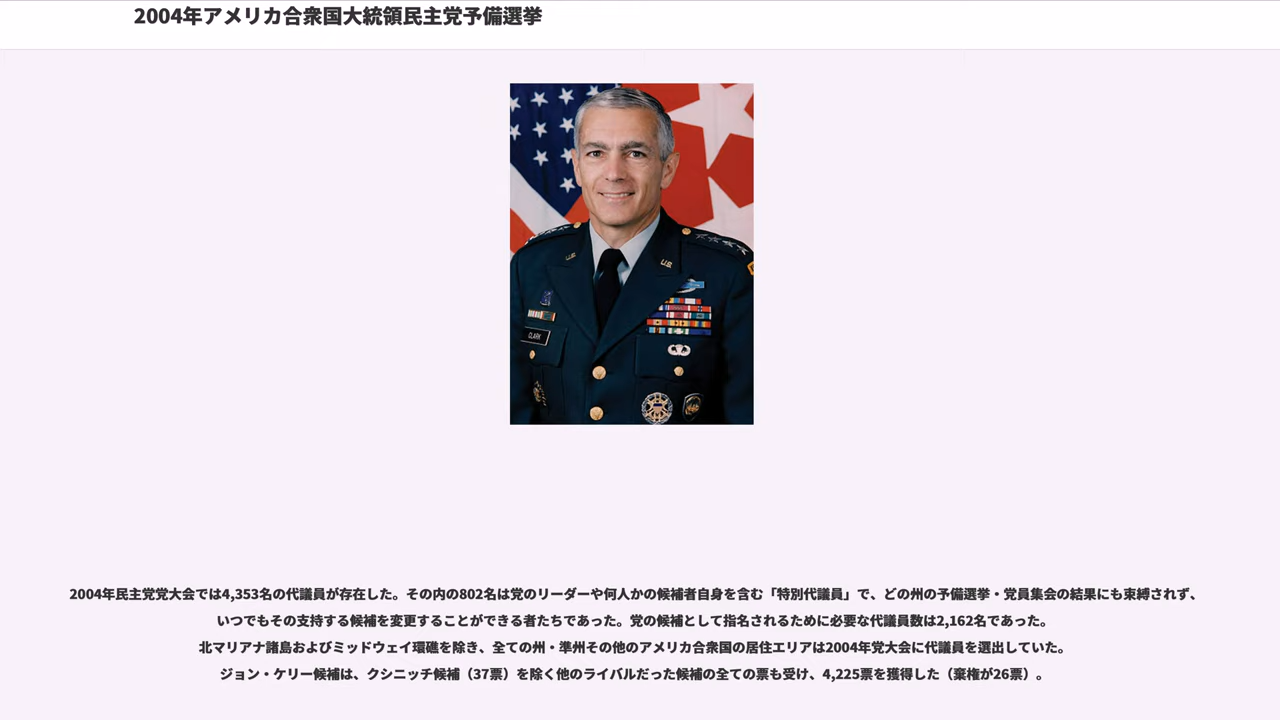 2004年アメリカ合衆国大統領民主党予備選挙
U.S.
U.S.
CLARK
2004年民主党党大会では4,353名の代議員が存在した。その内の802名は党のリーダーや何人かの候補者自身を含む「特別代議員」で、どの州の予備選挙・党員集会の結果にも束縛されず、
いつでもその支持する候補を変更することができる者たちであった。党の候補として指名されるために必要な代議員数は2,162名であった。
北マリアナ諸島およびミッドウェイ環礁を除き、全ての州・準州その他のアメリカ合衆国の居住エリアは2004年党大会に代議員を選出していた。
ジョン・ケリー候補は、クシニッチ候補（37票）を除く他のライバルだった候補の全ての票も受け、4,225票を獲得した（棄権が26票）。